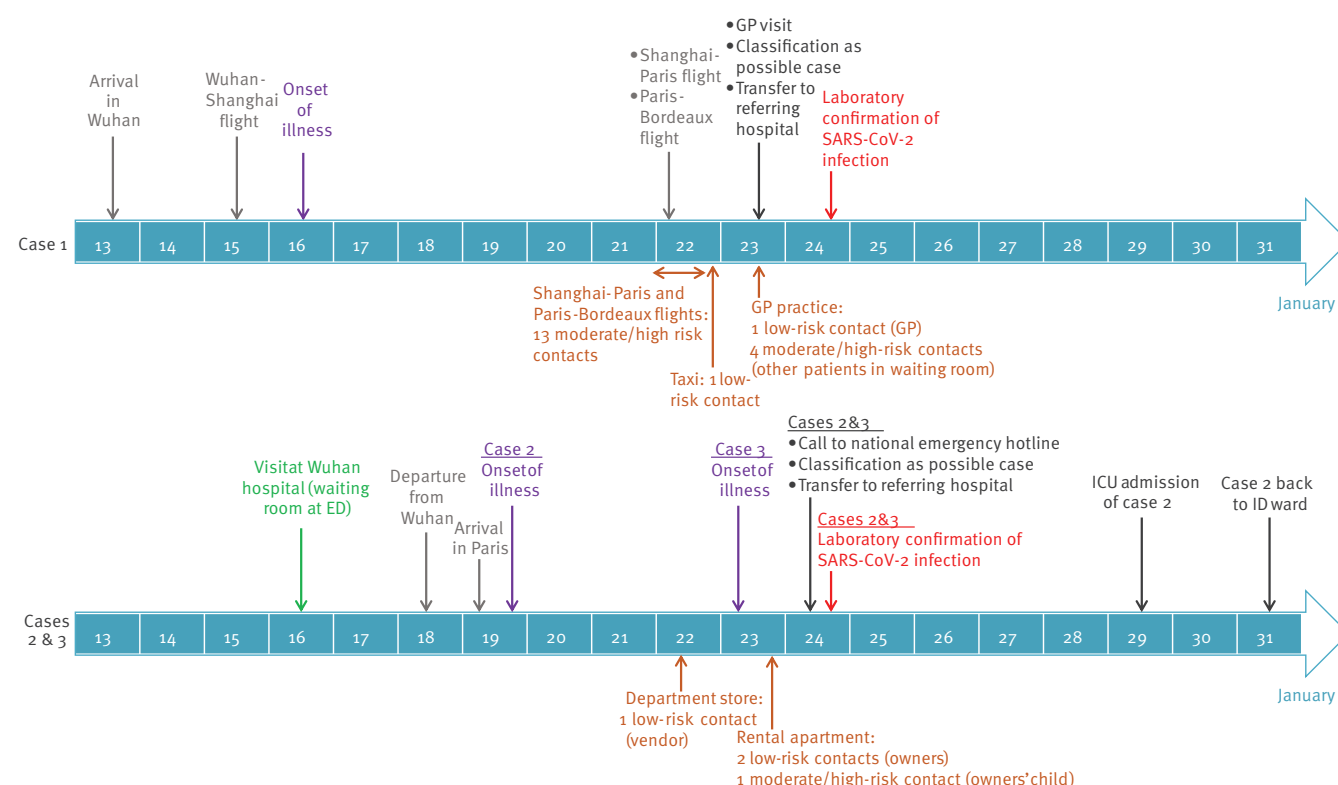 Arrival
in
Wuhan
Wuhan-
Shanghai
flight
Onset
of
illness
• Shanghai-
Paris flight
• Paris-
Bordeaux
flight
• GP visit
• Classification as
possible case
• Transfer to
referring
hospital
Laboratory
confirmation of
SARS-CoV-2
infection
Case 1
13 14 15 16 17 18 19 20 21 22 23 24 25 26 27 28 29 30 31
January
Shanghai-Paris and
Paris-Bordeaux flights:
13 moderate/high risk
contacts
Taxi: 1 low-
risk contact
GP practice:
1 low-risk contact (GP)
4 moderate/high-risk contacts
(other patients in waiting room)
Visitat Wuhan
hospital (waiting
room at ED)
Departure
from
Wuhan
Arrival
in Paris
Case 2
Onsetof
illness
Case 3
Onsetof
illness
Cases 2&3
• Call to national emergency hotline
• Classification as possible case
• Transfer to referring hospital
Cases 2&3
Laboratory confirmation of
SARS-CoV-2 infection
ICU admission
of case 2
Case 2 back
to ID ward
Cases
2 & 3
13 14 15 16 17 18 19 20 21 22 23 24 25 26 27 28 29 30 31
January
Department store:
1 low-risk contact
(vendor)
Rental apartment:
2 low-risk contacts (owners)
1 moderate/high-risk contact (owners'child)